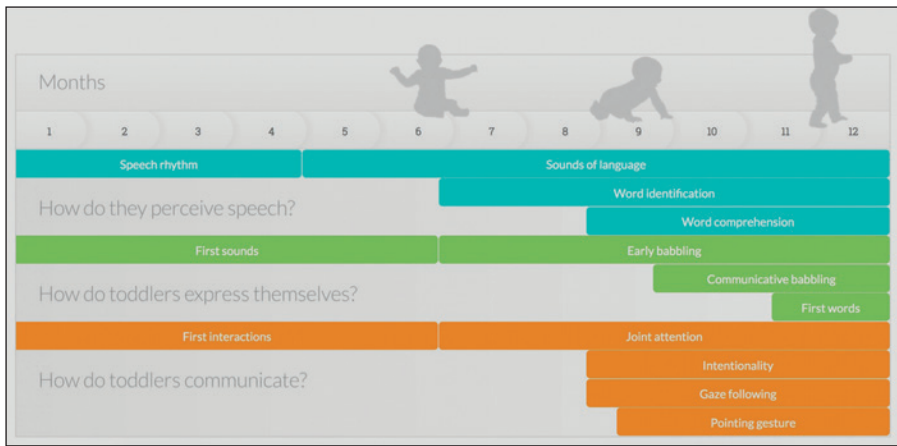 Months
1 2 3 4 5 6 7 8 9 10 11 12
Speech rhythm Sounds of language
Word identification
How do they perceive speech?
Word comprehension
First sounds Early babbling
Communicative babbling
How do toddlers express themselves?
First words
First interactions Joint attention
Intentionality
How do toddlers communicate?
Gaze following
Pointing gesture